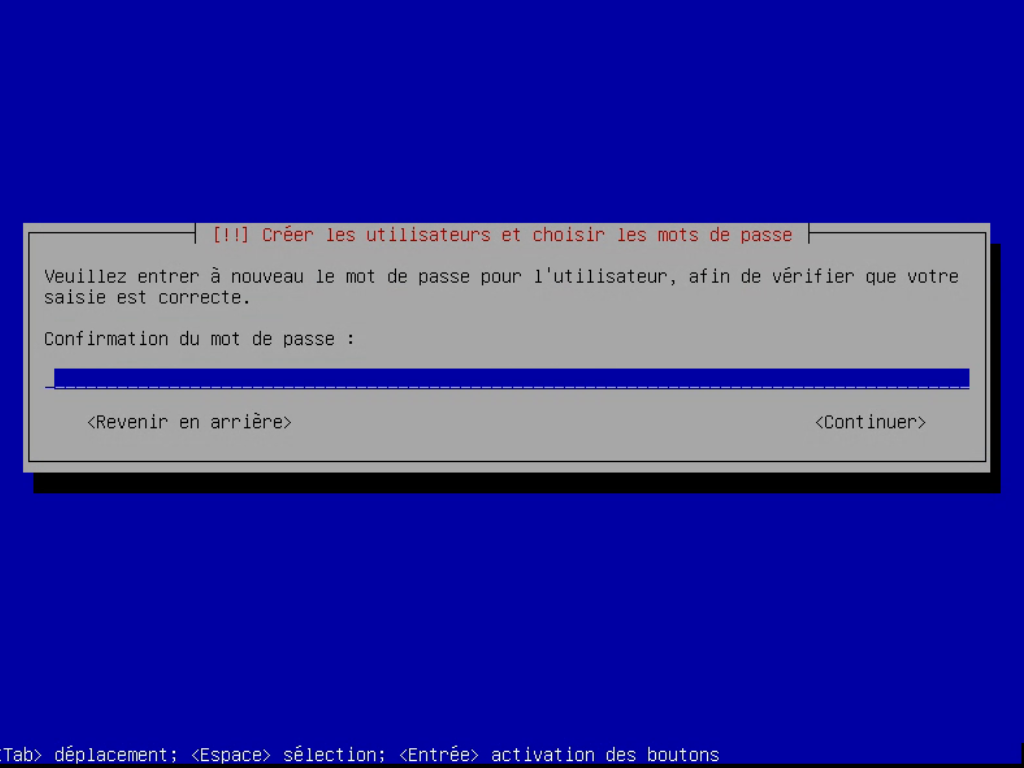 [!!] Créer les utilisateurs et choisir les mots de passe
Veuillez entrer à nouveau le mot de passe pour l'utilisateur, afin de vérifier que votre
saisie est correcte.
Confirmation du mot de passe :
<Revenir en arrière> <Continuer>
<Tab> déplacement; <Espace> sélection; <Entrée> activation des boutons